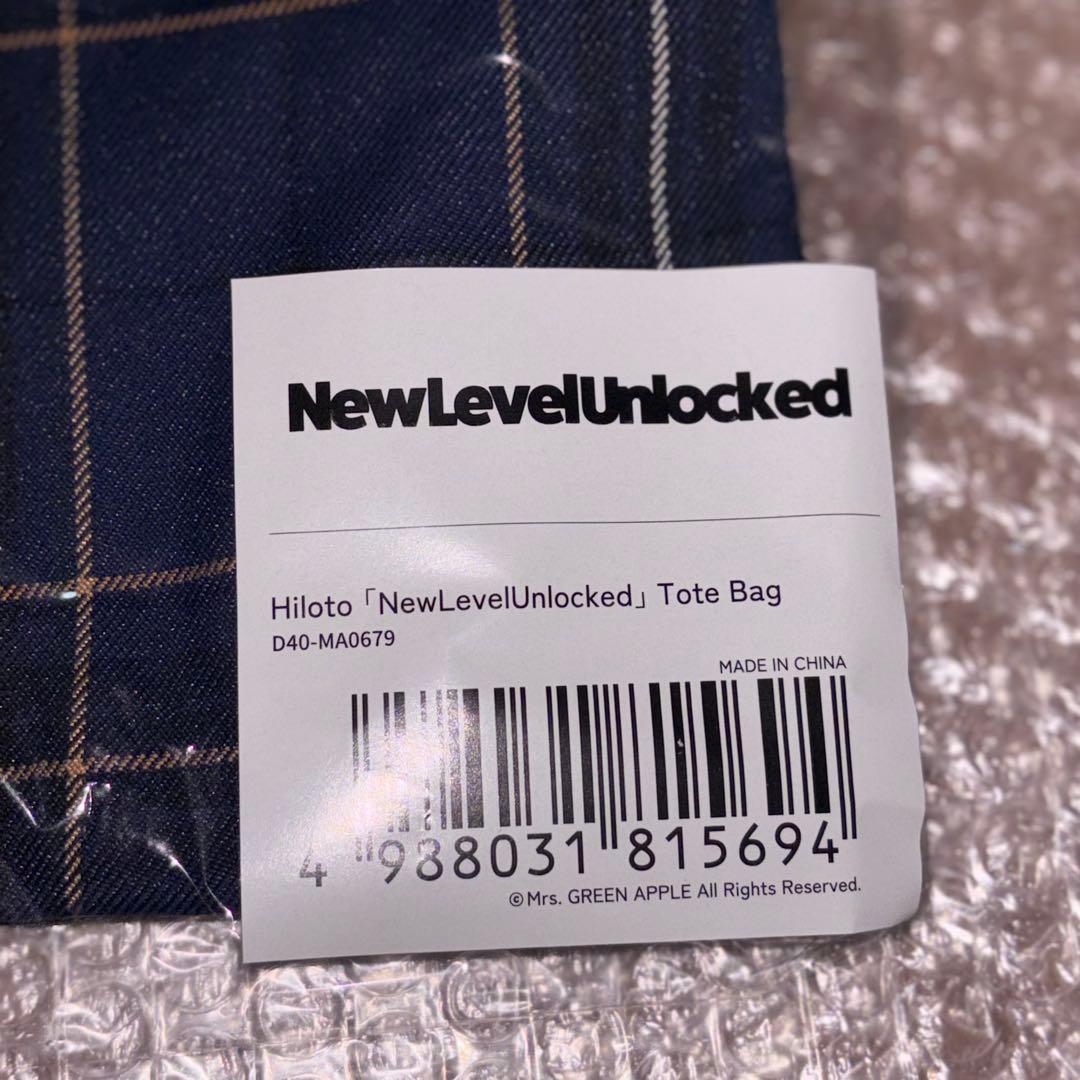 NewLevelUnlocked
Hiloto「NewLevelUnlocked」Tote Bag
D40-MA0679
MADE IN CHINA
4 988031 815694
©Mrs. GREEN APPLE All Rights Reserved.